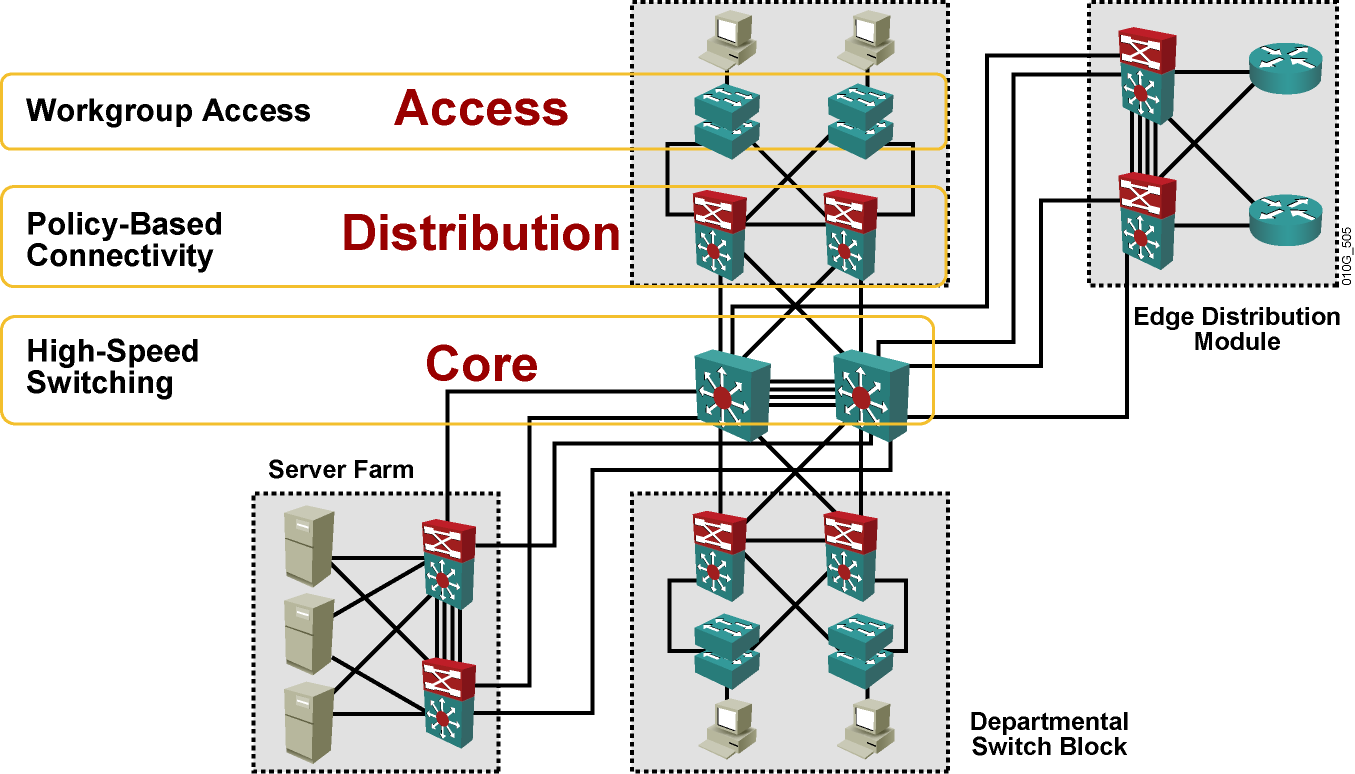 Workgroup Access
Access
Policy-Based
Connectivity
Distribution
High-Speed
Switching
Core
Edge Distribution
Module
010G_505
Server Farm
Departmental
Switch Block